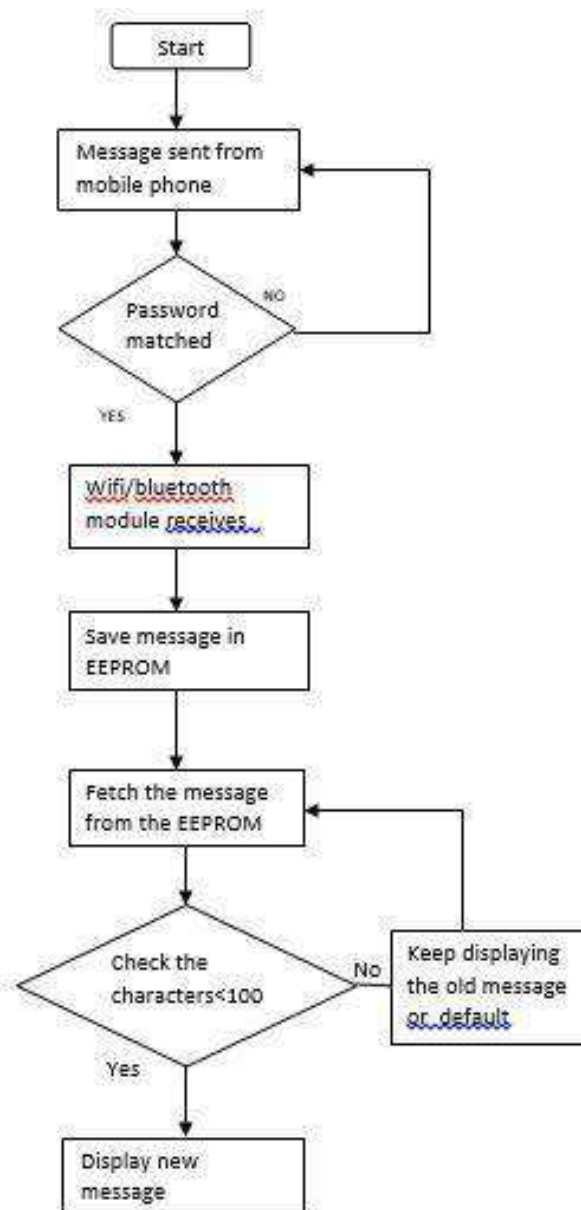 Start
Message sent from
mobile phone
NO
Password
matched
YES
Wifi/bluetooth
module receives
Save message in
EEPROM
Fetch the message
from the EEPROM
Check the
characters<100
No
Keep displaying
the old message
or default
Yes
Display new
message